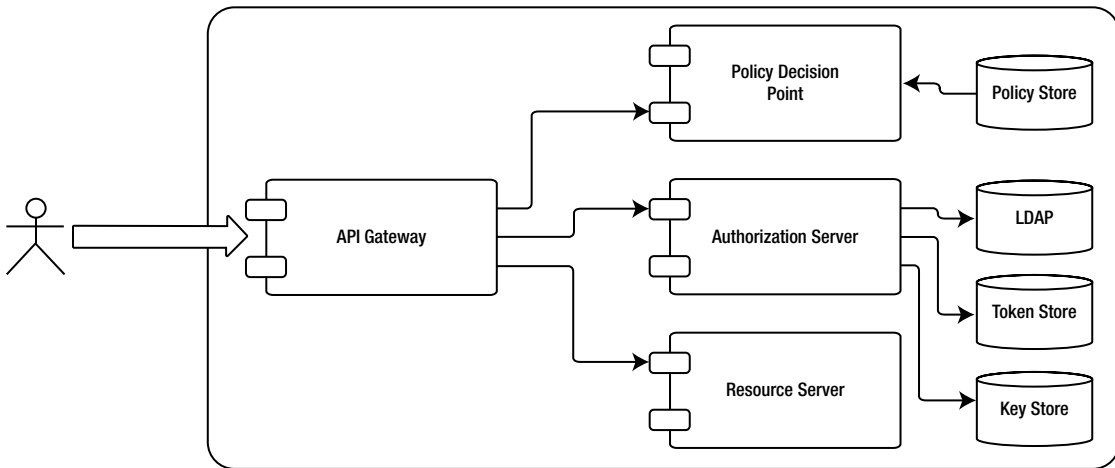 Policy Decision
Point
Policy Store
API Gateway
Authorization Server
LDAP
Token Store
Resource Server
Key Store